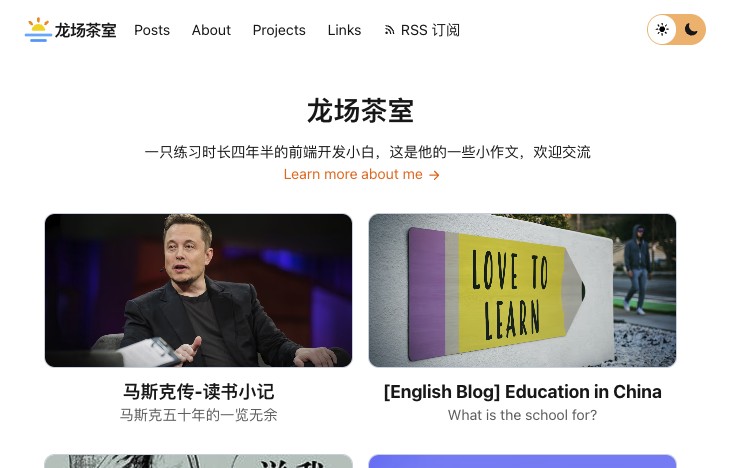 龙场茶室 Posts About Projects Links RSS 订阅
龙场茶室
一只练习时长四年半的前端开发小白，这是他的一些小作文，欢迎交流
Learn more about me →
LOVE TO
LEARN
马斯克传-读书小记
[English Blog] Education in China
马斯克五十年的一览无余
What is the school for?